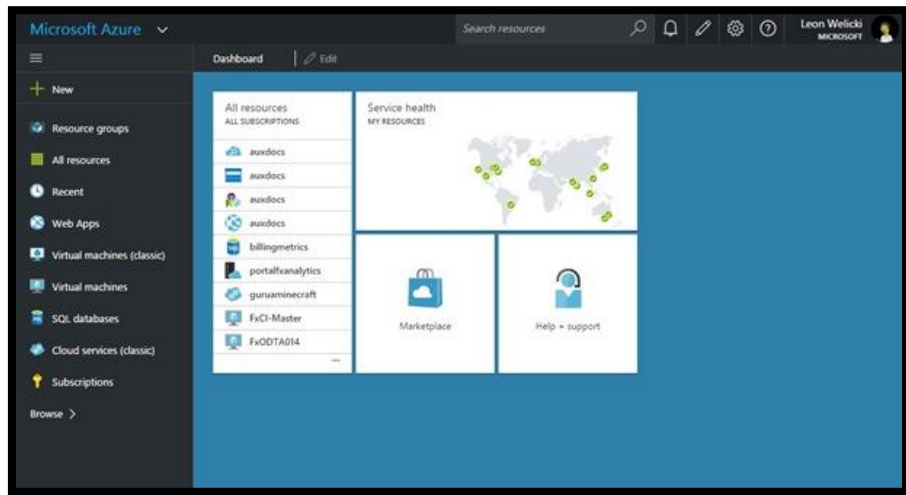 Microsoft Azure
Search resources
Leon Welicki
MICROSOFT
Dashboard
Edit
New
Resource groups
All resources
Recent
Web Apps
Virtual machines (classic)
Virtual machines
SQL databases
Cloud services (classic)
Subscriptions
Browse >
All resources
ALL SUBSCRIPTIONS
auxdocs
auxdocs
auxdocs
auxdocs
billingmetrics
portalfxanalytics
guruaminecraft
FxCI-Master
FxODTA014
...
Service health
MY RESOURCES
Marketplace
Help + support